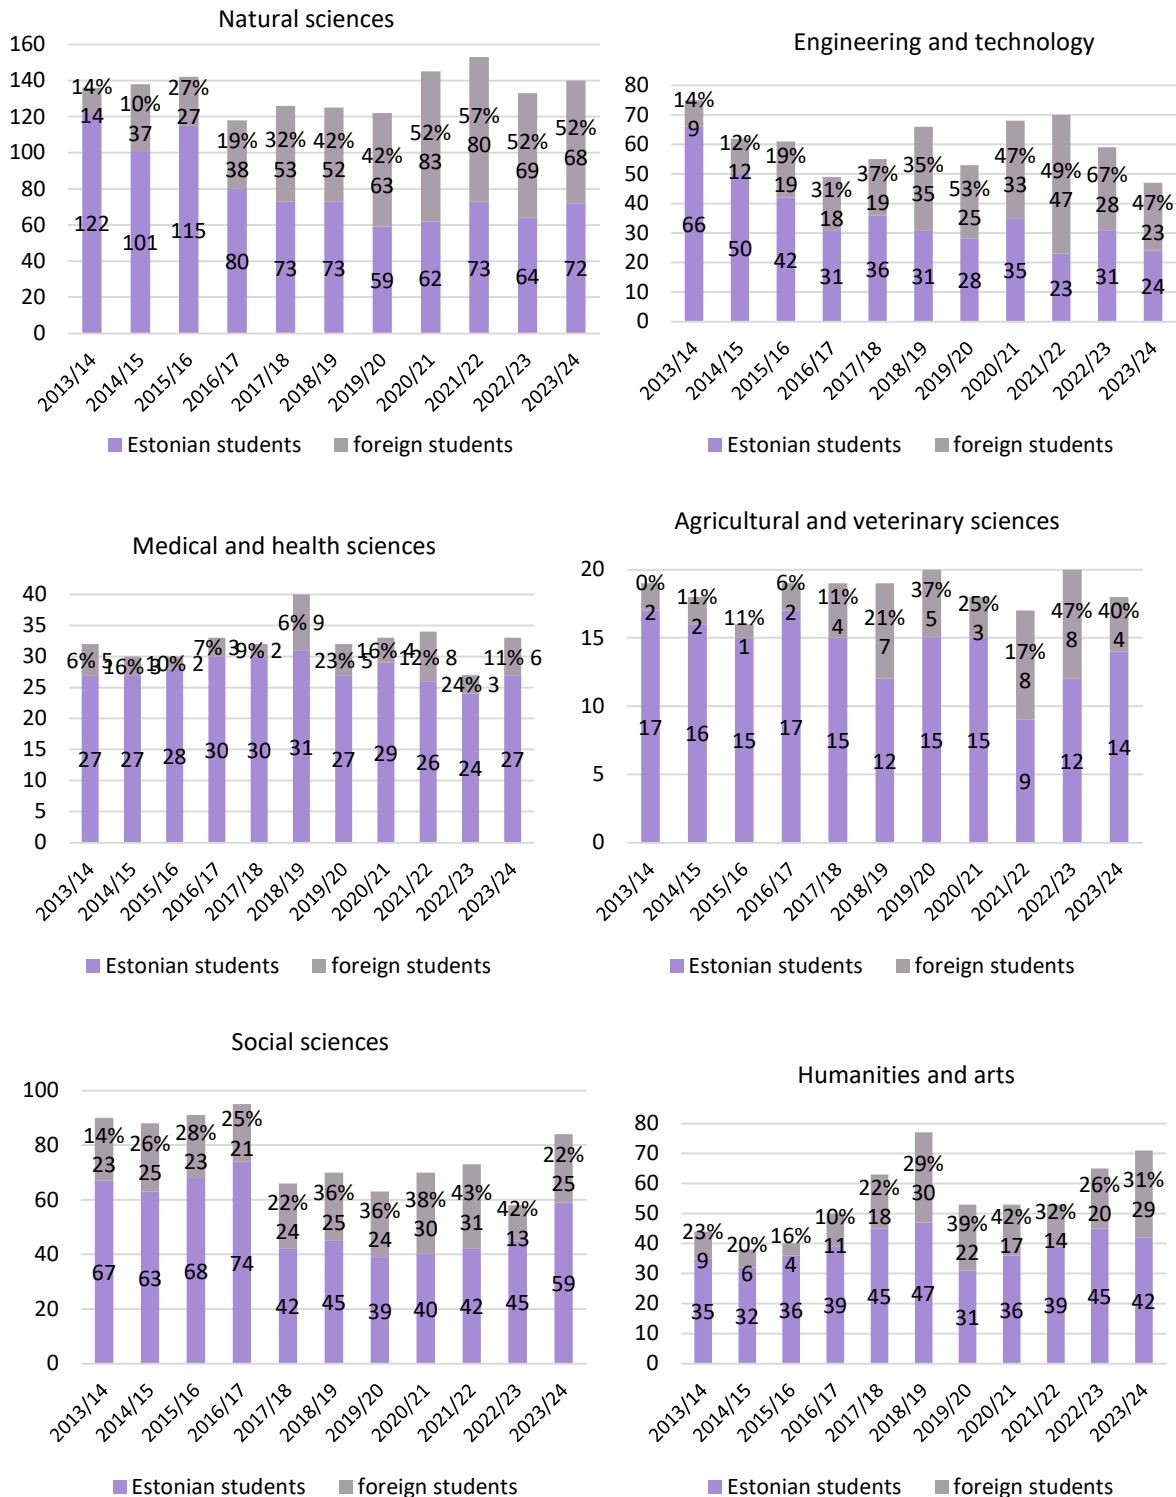 Natural sciences
160
140
120
100
80
60
40
20
0
14% 10% 27% 19% 32% 42% 42% 52% 57% 52% 52%
14 37 27 38 53 52 63 83 80 69 68
122 101 115 80 73 73 59 62 73 64 72
2013/14 2014/15 2015/16 2016/17 2017/18 2018/19 2019/20 2020/21 2021/22 2022/23 2023/24
Estonian students foreign students
Engineering and technology
80
70
60
50
40
30
20
10
0
14% 12% 19% 31% 37% 35% 53% 47% 49% 67% 47%
9 12 19 18 19 35 25 33 47 28 23
66 50 42 31 36 31 28 35 23 31 24
2013/14 2014/15 2015/16 2016/17 2017/18 2018/19 2019/20 2020/21 2021/22 2022/23 2023/24
Estonian students foreign students
Medical and health sciences
40
35
30
25
20
15
10
5
0
6% 16% 10% 7% 9% 6% 23% 16% 12% 24% 11%
5 3 2 3 2 9 5 4 8 3 6
27 27 28 30 30 31 27 29 26 24 27
2013/14 2014/15 2015/16 2016/17 2017/18 2018/19 2019/20 2020/21 2021/22 2022/23 2023/24
Estonian students foreign students
Agricultural and veterinary sciences
20
15
10
5
0
0% 11% 11% 6% 11% 21% 37% 25% 17% 47% 40%
2 2 1 2 4 7 5 3 8 8 4
17 16 15 17 15 12 15 15 9 12 14
2013/14 2014/15 2015/16 2016/17 2017/18 2018/19 2019/20 2020/21 2021/22 2022/23 2023/24
Estonian students foreign students
Social sciences
100
80
60
40
20
0
14% 26% 28% 25% 22% 36% 36% 38% 43% 42% 22%
23 25 23 21 24 25 24 30 31 13 25
67 63 68 74 42 45 39 40 42 45 59
2013/14 2014/15 2015/16 2016/17 2017/18 2018/19 2019/20 2020/21 2021/22 2022/23 2023/24
Estonian students foreign students
Humanities and arts
80
70
60
50
40
30
20
10
0
23% 20% 16% 10% 22% 29% 39% 42% 32% 26% 31%
9 6 4 11 18 30 22 17 14 20 29
35 32 36 39 45 47 31 36 39 45 42
2013/14 2014/15 2015/16 2016/17 2017/18 2018/19 2019/20 2020/21 2021/22 2022/23 2023/24
Estonian students foreign students